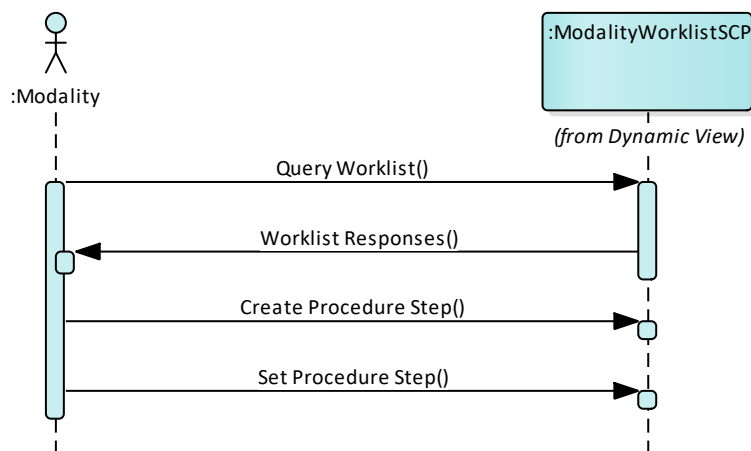 :ModalityWorklistSCP
:Modality
(from Dynamic View)
Query Worklist()
Worklist Responses()
Create Procedure Step()
Set Procedure Step()